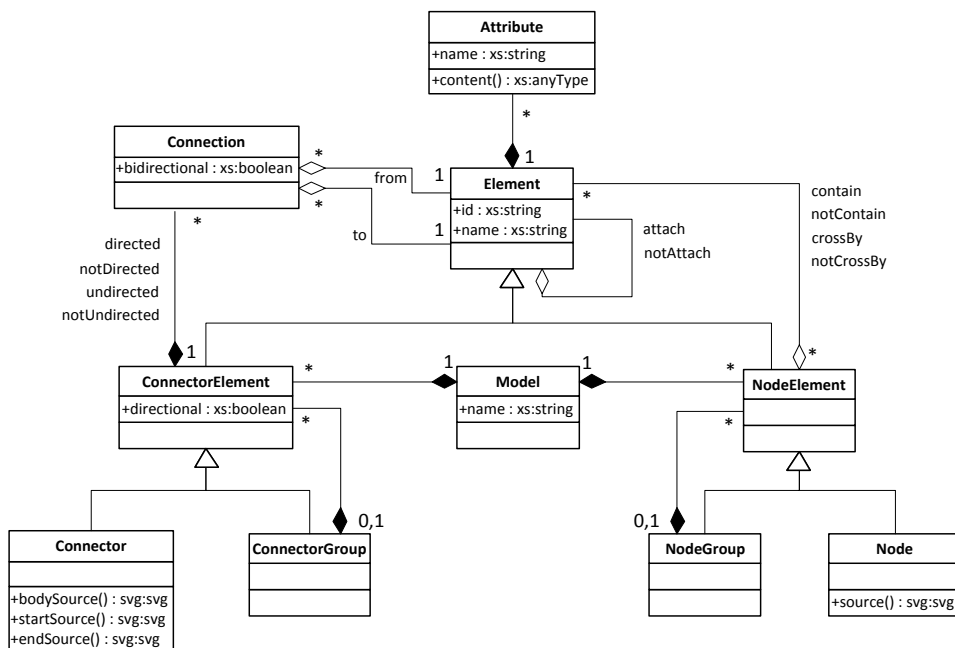 Attribute
+name : xs:string
+content() : xs:anyType
*
1
Connection
+bidirectional : xs:boolean
*
*
*
from
to
1
1
Element
+id : xs:string
+name : xs:string
*
attach
notAttach
contain
notContain
crossBy
notCrossBy
directed
notDirected
undirected
notUndirected
1
ConnectorElement
+directional : xs:boolean
*
*
1
Model
+name : xs:string
1
*
*
NodeElement
*
0,1
0,1
Connector
+bodySource() : svg:svg
+startSource() : svg:svg
+endSource() : svg:svg
ConnectorGroup
NodeGroup
Node
+source() : svg:svg